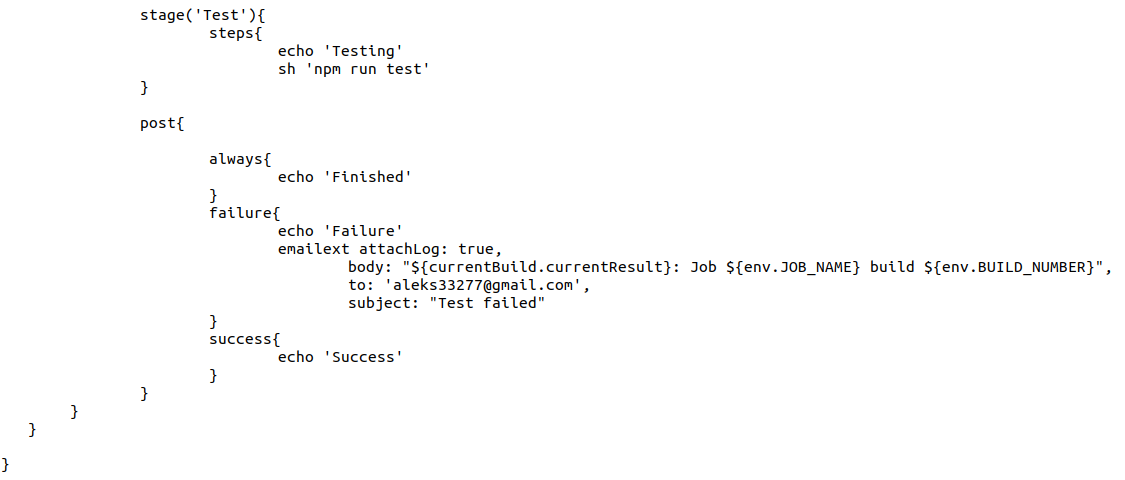 stage('Test'){
steps{
echo 'Testing'
sh 'npm run test'
}
post{
always{
echo 'Finished'
}
failure{
echo 'Failure'
emailext attachLog: true,
body: "${currentBuild.currentResult}: Job ${env.JOB_NAME} build ${env.BUILD_NUMBER}",
to: 'aleks33277@gmail.com',
subject: "Test failed"
}
success{
echo 'Success'
}
}
}
}
}